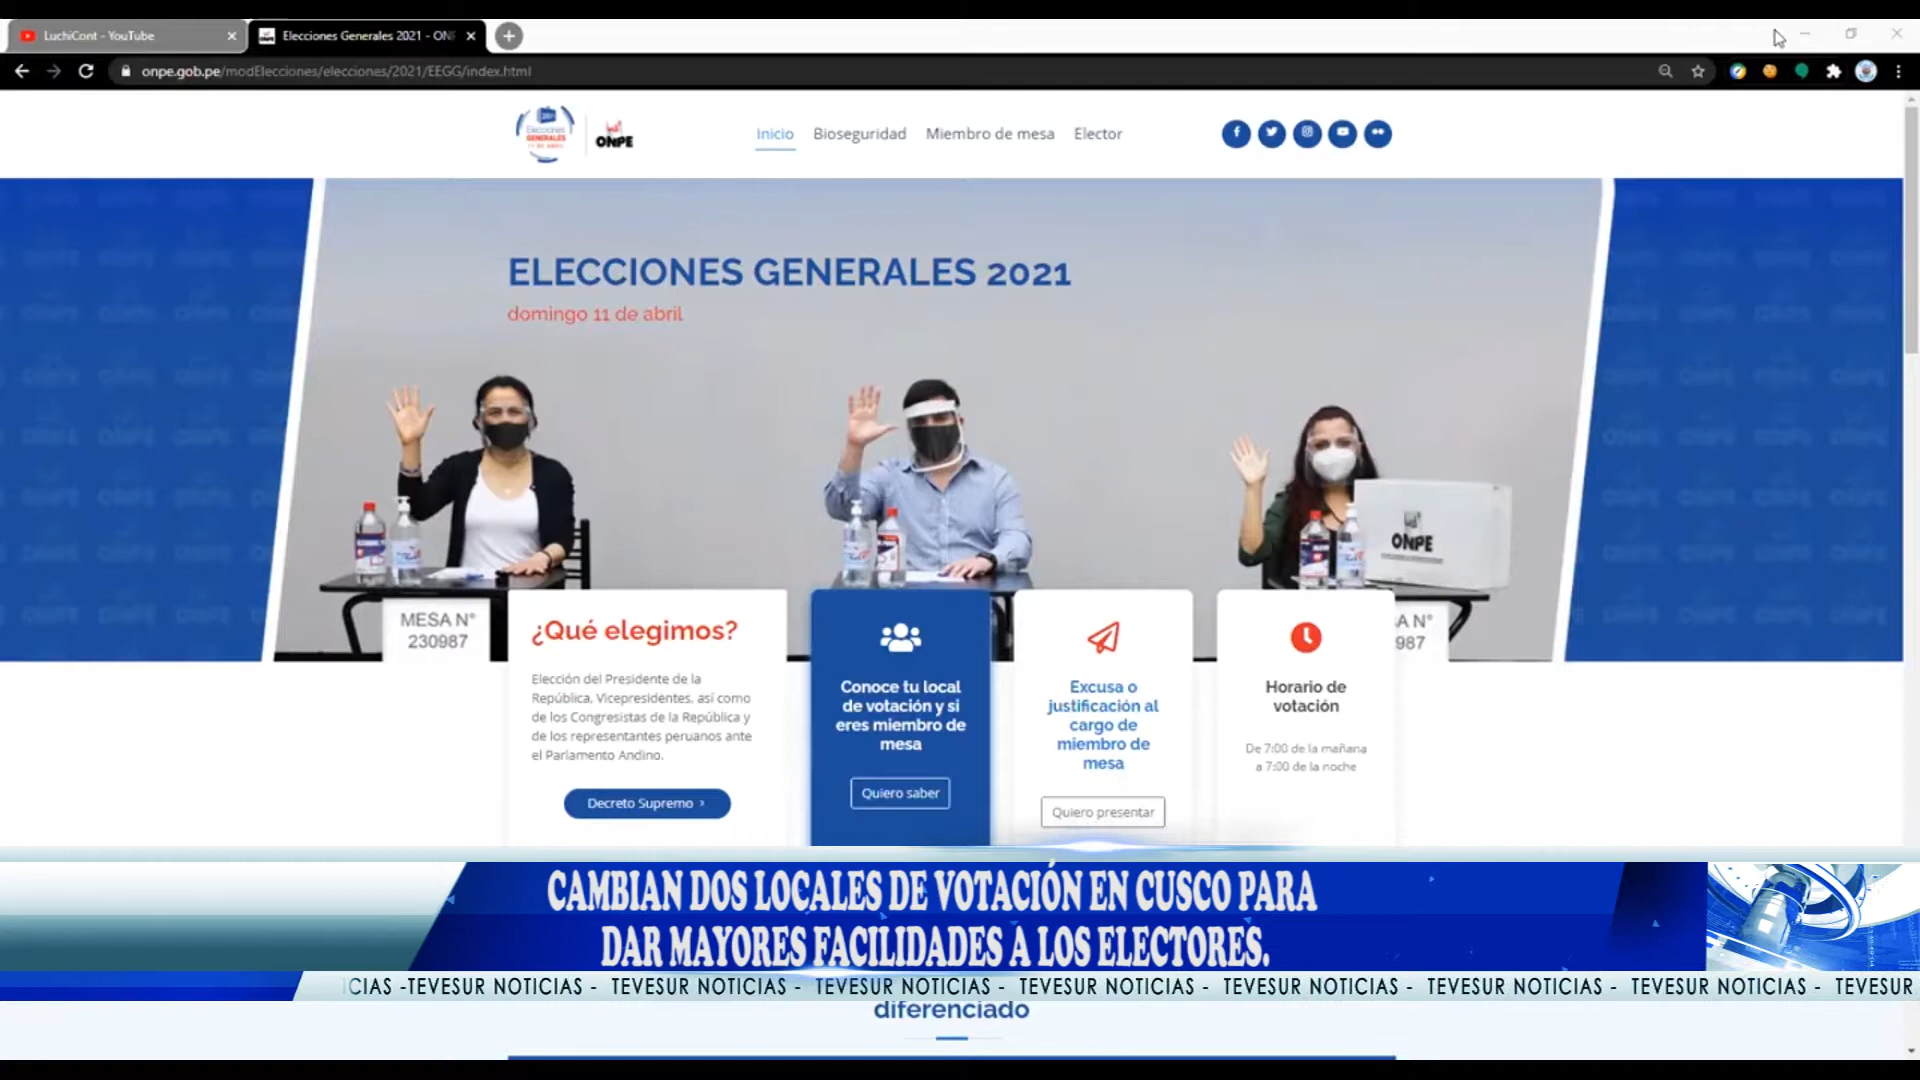 LuchiCont - YouTube
Elecciones Generales 2021 - ON
onpe.gob.pe/modElecciones/elecciones/2021/EEGG/index.html
Elecciones
GENERALES
11 DE ABRIL
ONPE
Inicio
Bioseguridad
Miembro de mesa
Elector
ELECCIONES GENERALES 2021
domingo 11 de abril
ONPE
MESA N°
230987
A N°
987
¿Qué elegimos?
Elección del Presidente de la
República, Vicepresidentes, así como
de los Congresistas de la República y
de los representantes peruanos ante
el Parlamento Andino.
Decreto Supremo >
Conoce tu local
de votación y si
eres miembro de
mesa
Quiero saber
Excusa o
justificación al
cargo de
miembro de
mesa
Quiero presentar
Horario de
votación
De 7:00 de la mañana
a 7:00 de la noche
CAMBIAN DOS LOCALES DE VOTACIÓN EN CUSCO PARA
DAR MAYORES FACILIDADES A LOS ELECTORES.
ICIAS -TEVESUR NOTICIAS - TEVESUR NOTICIAS - TEVESUR NOTICIAS - TEVESUR NOTICIAS - TEVESUR NOTICIAS - TEVESUR NOTICIAS - TEVESUR NOTICIAS - TEVESUR
diferenciado